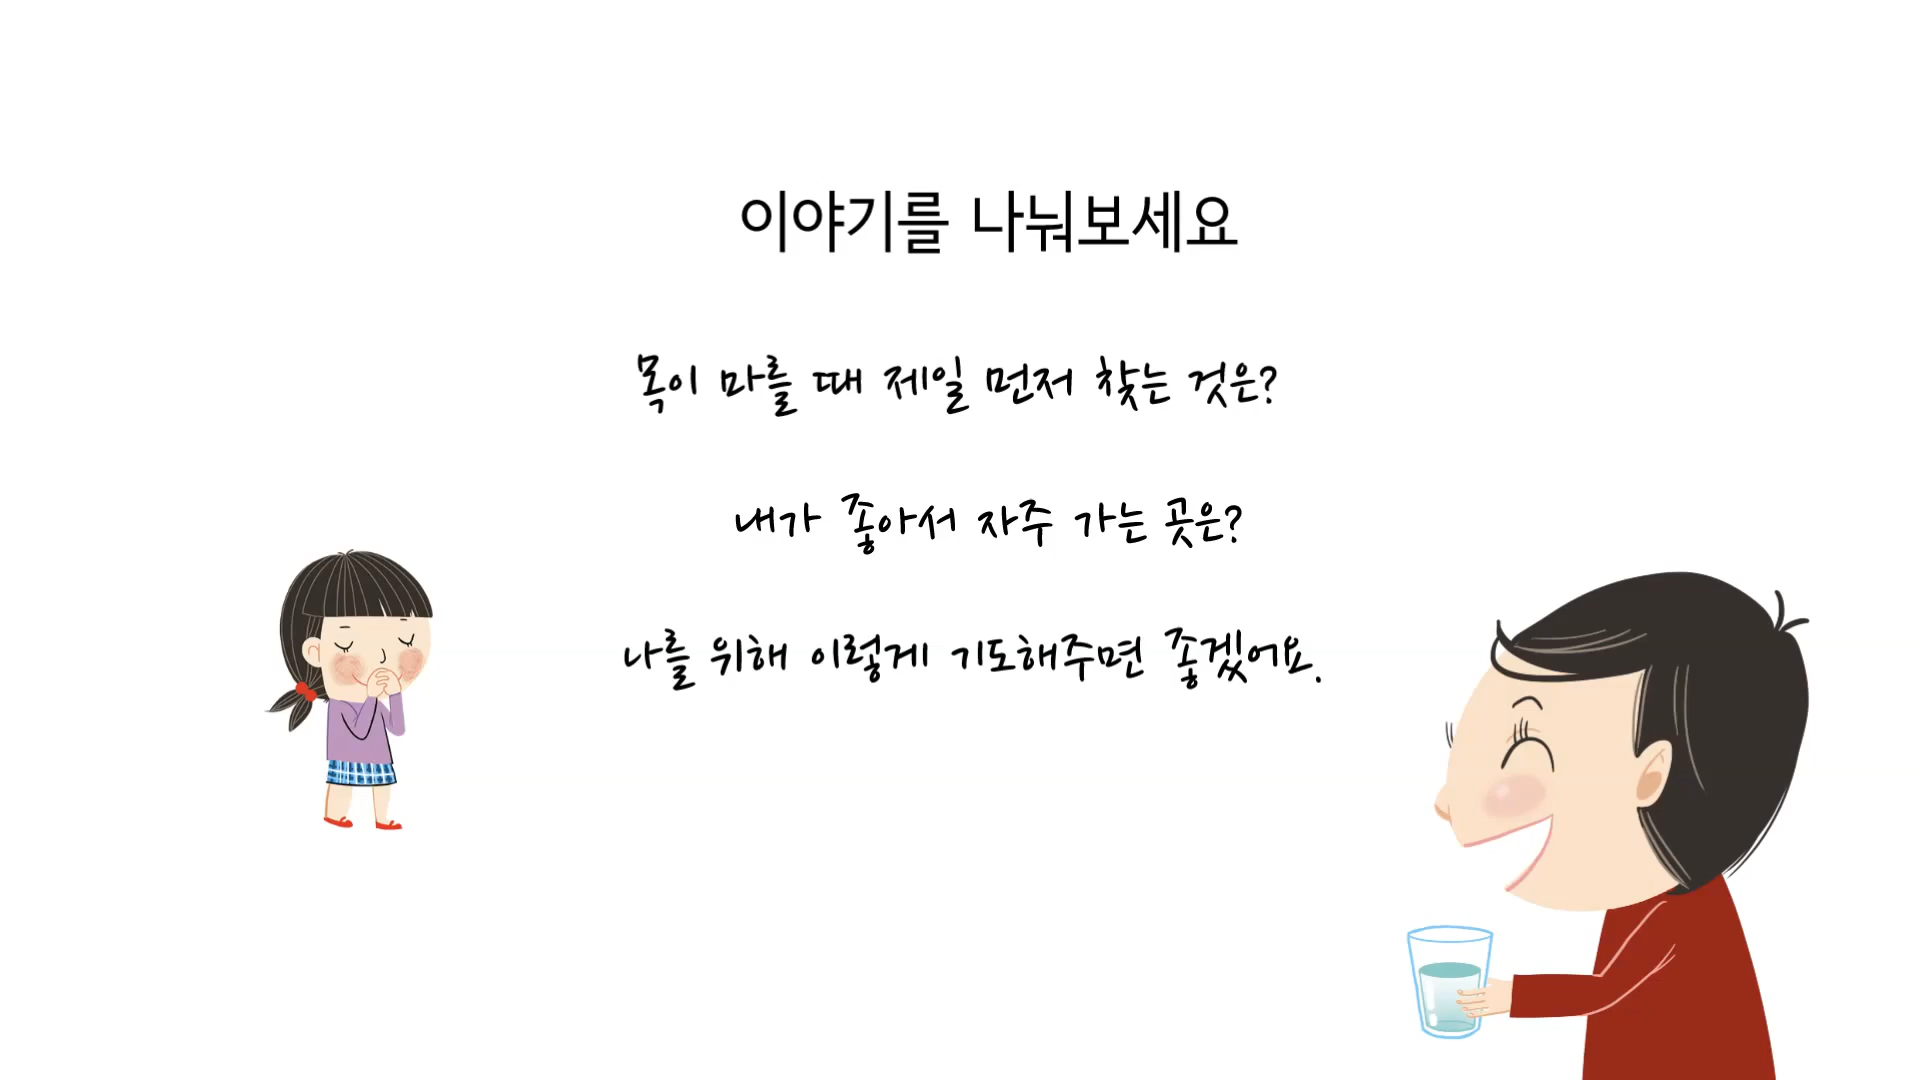 이야기를 나눠보세요
목이 마를 때 제일 먼저 찾는 것은?
내가 좋아서 자주 가는 곳은?
나를 위해 이렇게 기도해주면 좋겠어요.